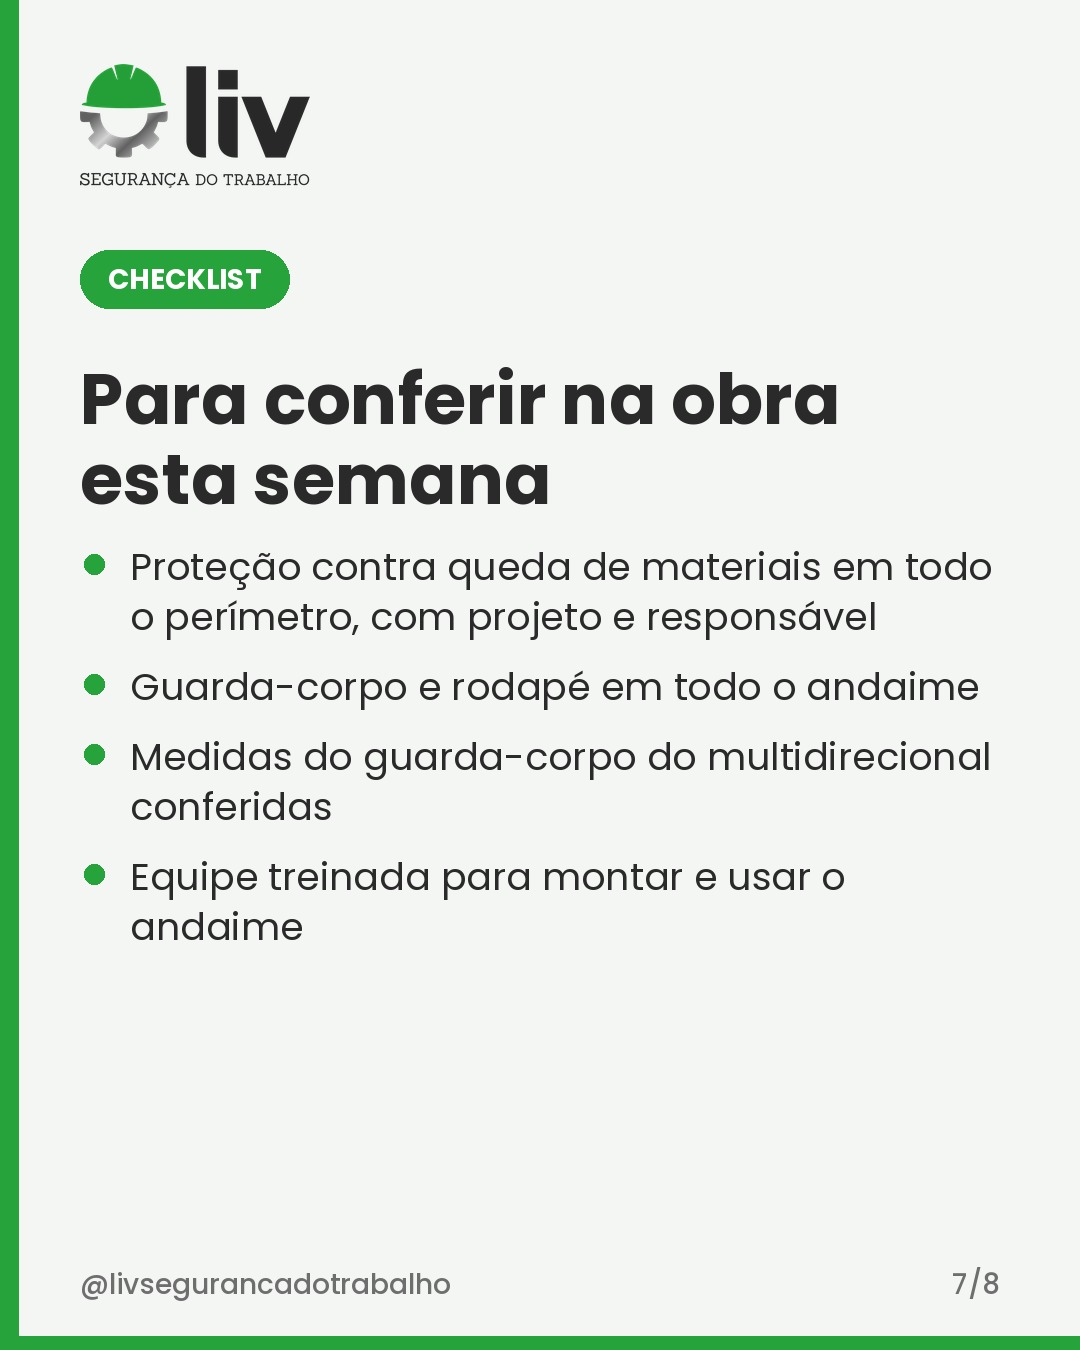 liv
SEGURANÇA DO TRABALHO
CHECKLIST
Para conferir na obra
esta semana
Proteção contra queda de materiais em todo
o perímetro, com projeto e responsável
Guarda-corpo e rodapé em todo o andaime
Medidas do guarda-corpo do multidirecional
conferidas
Equipe treinada para montar e usar o
andaime
@livsegurancadotrabalho
7/8